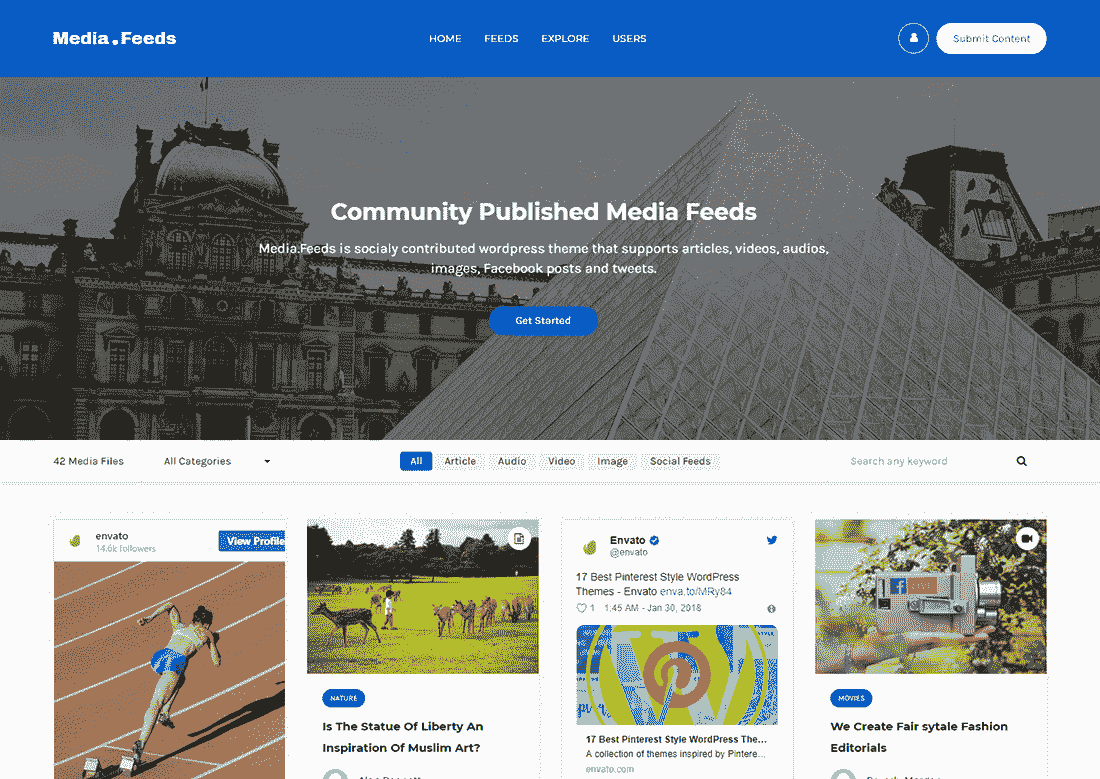 Media.Feeds
HOME FEEDS EXPLORE USERS
Submit Content
Community Published Media Feeds
Media.Feeds is socialy contributed wordpress theme that supports articles, videos, audios,
images, Facebook posts and tweets.
Get Started
42 Media Files
All Categories
All Article Audio Video Image Social Feeds
Search any keyword
envato
14.6k followers
View Profile
NATURE
Is The Statue Of Liberty An
Inspiration Of Muslim Art?
Envato
@envato
17 Best Pinterest Style WordPress
Themes - Envato enva.to/MRy84
1 1:45 AM - Jan 30, 2018
17 Best Pinterest Style WordPress The...
A collection of themes inspired by Pintere...
envato.com
MOVIES
We Create Fair sytale Fashion
Editorials